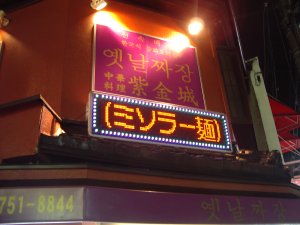 옛날짜장
中華 料理 紫金城
(ミソラー麺)
751-8844
옛날짜장